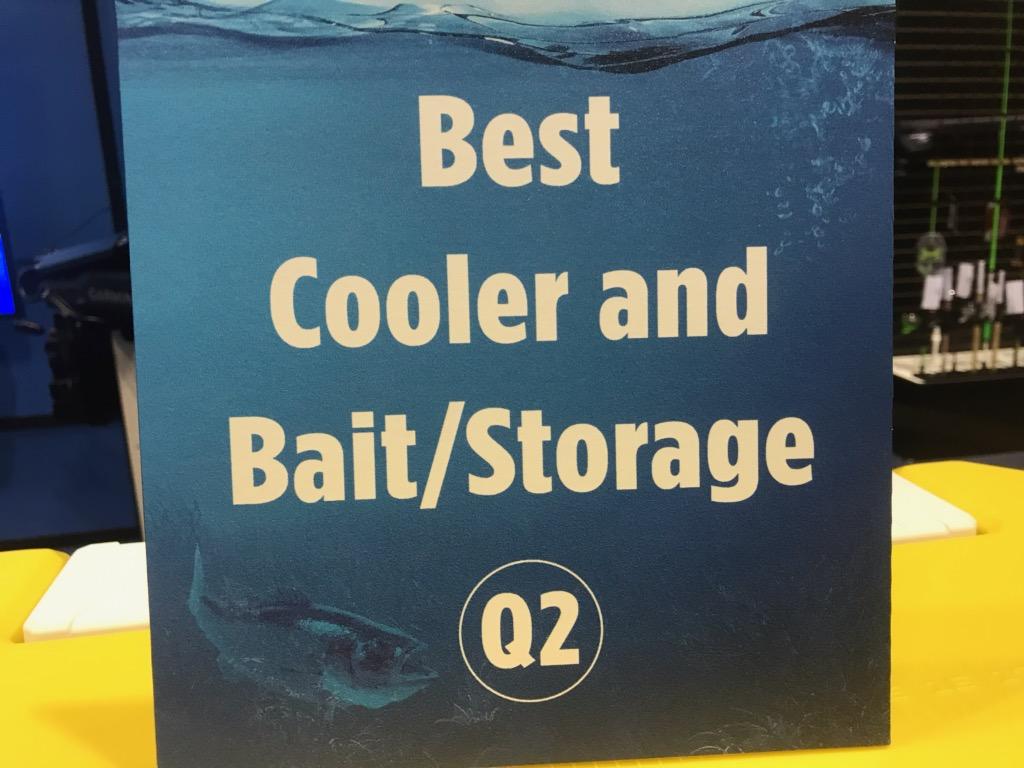 Best
Cooler and
Bait/Storage
Q2